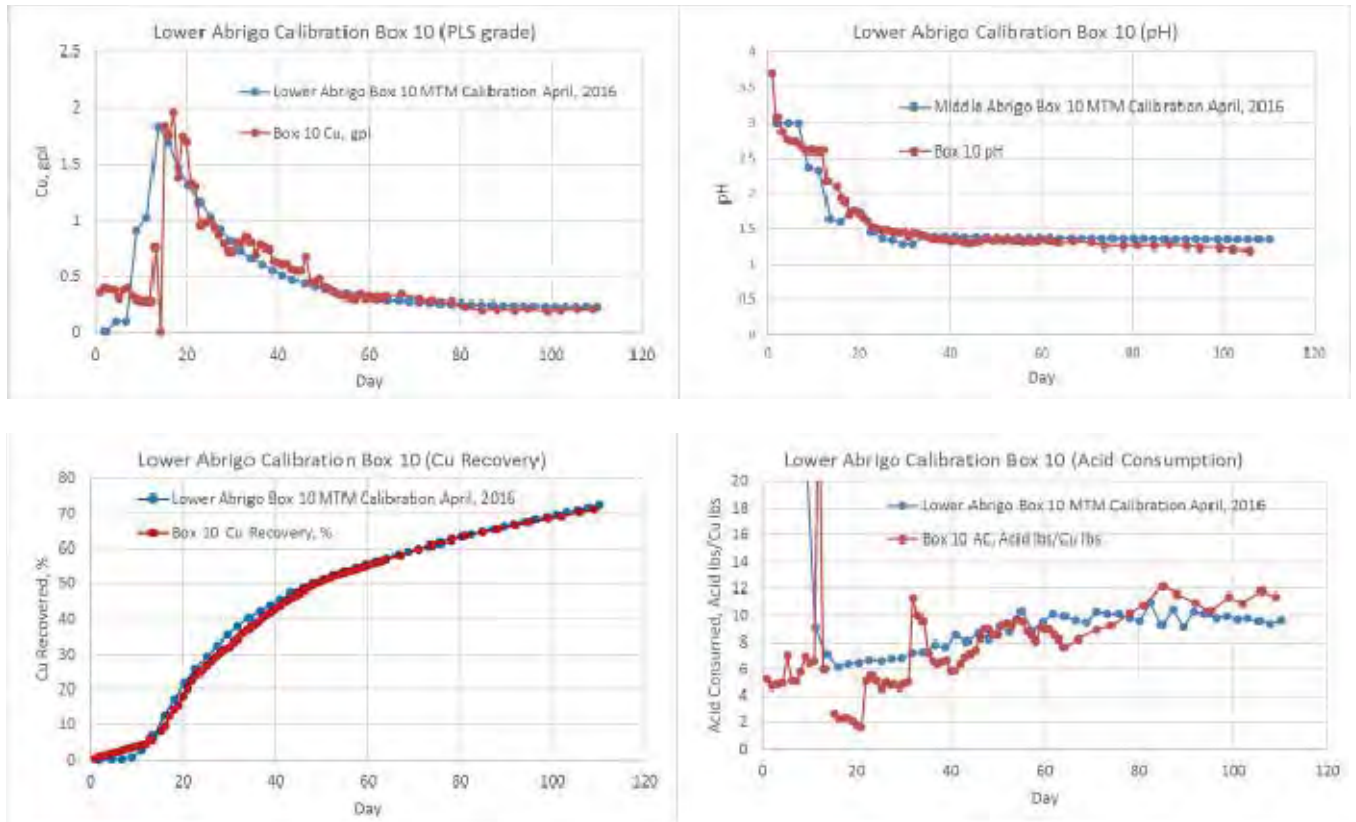 Lower Abrigo Calibration Box 10 (PLS grade)
2.5
2
1.5
1
0.5
0
Cu, gpl
Lower Abrigo Box 10 MTM Calibration April, 2016
Box 10 Cu, gpl
0 20 40 60 80 100 120
Day
Lower Abrigo Calibration Box 10 (pH)
4
3.5
3
2.5
2
1.5
1
0.5
0
pH
Middle Abrigo Box 10 MTM Calibration April, 2016
Box 10 pH
0 20 40 60 80 100 120
Day
Lower Abrigo Calibration Box 10 (Cu Recovery)
80
70
60
50
40
30
20
10
0
Cu Recovered, %
Lower Abrigo Box 10 MTM Calibration April, 2016
Box 10 Cu Recovery, %
0 20 40 60 80 100 120
Day
Lower Abrigo Calibration Box 10 (Acid Consumption)
20
18
16
14
12
10
8
6
4
2
0
Acid Consumed, Acid lbs/Cu lbs
Lower Abrigo Box 10 MTM Calibration April, 2016
Box 10 AC, Acid lbs/Cu lbs
0 20 40 60 80 100 120
Day